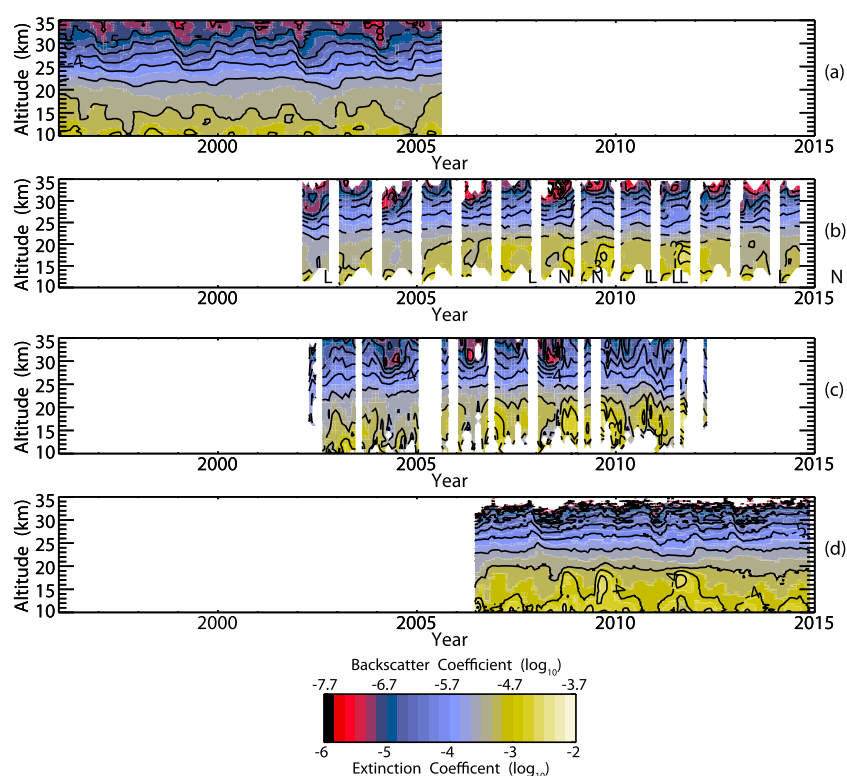 35
30
25
20
15
10
Altitude (km)
(a)
2000 2005 2010 2015
Year
35
30
25
20
15
10
Altitude (km)
(b)
L L N N L L L L L N
2000 2005 2010 2015
Year
35
30
25
20
15
10
Altitude (km)
(c)
2000 2005 2010 2015
Year
35
30
25
20
15
10
Altitude (km)
(d)
2000 2005 2010 2015
Year
Backscatter Coefficient (log₁₀)
-7.7 -6.7 -5.7 -4.7 -3.7
-6 -5 -4 -3 -2
Extinction Coefficent (log₁₀)